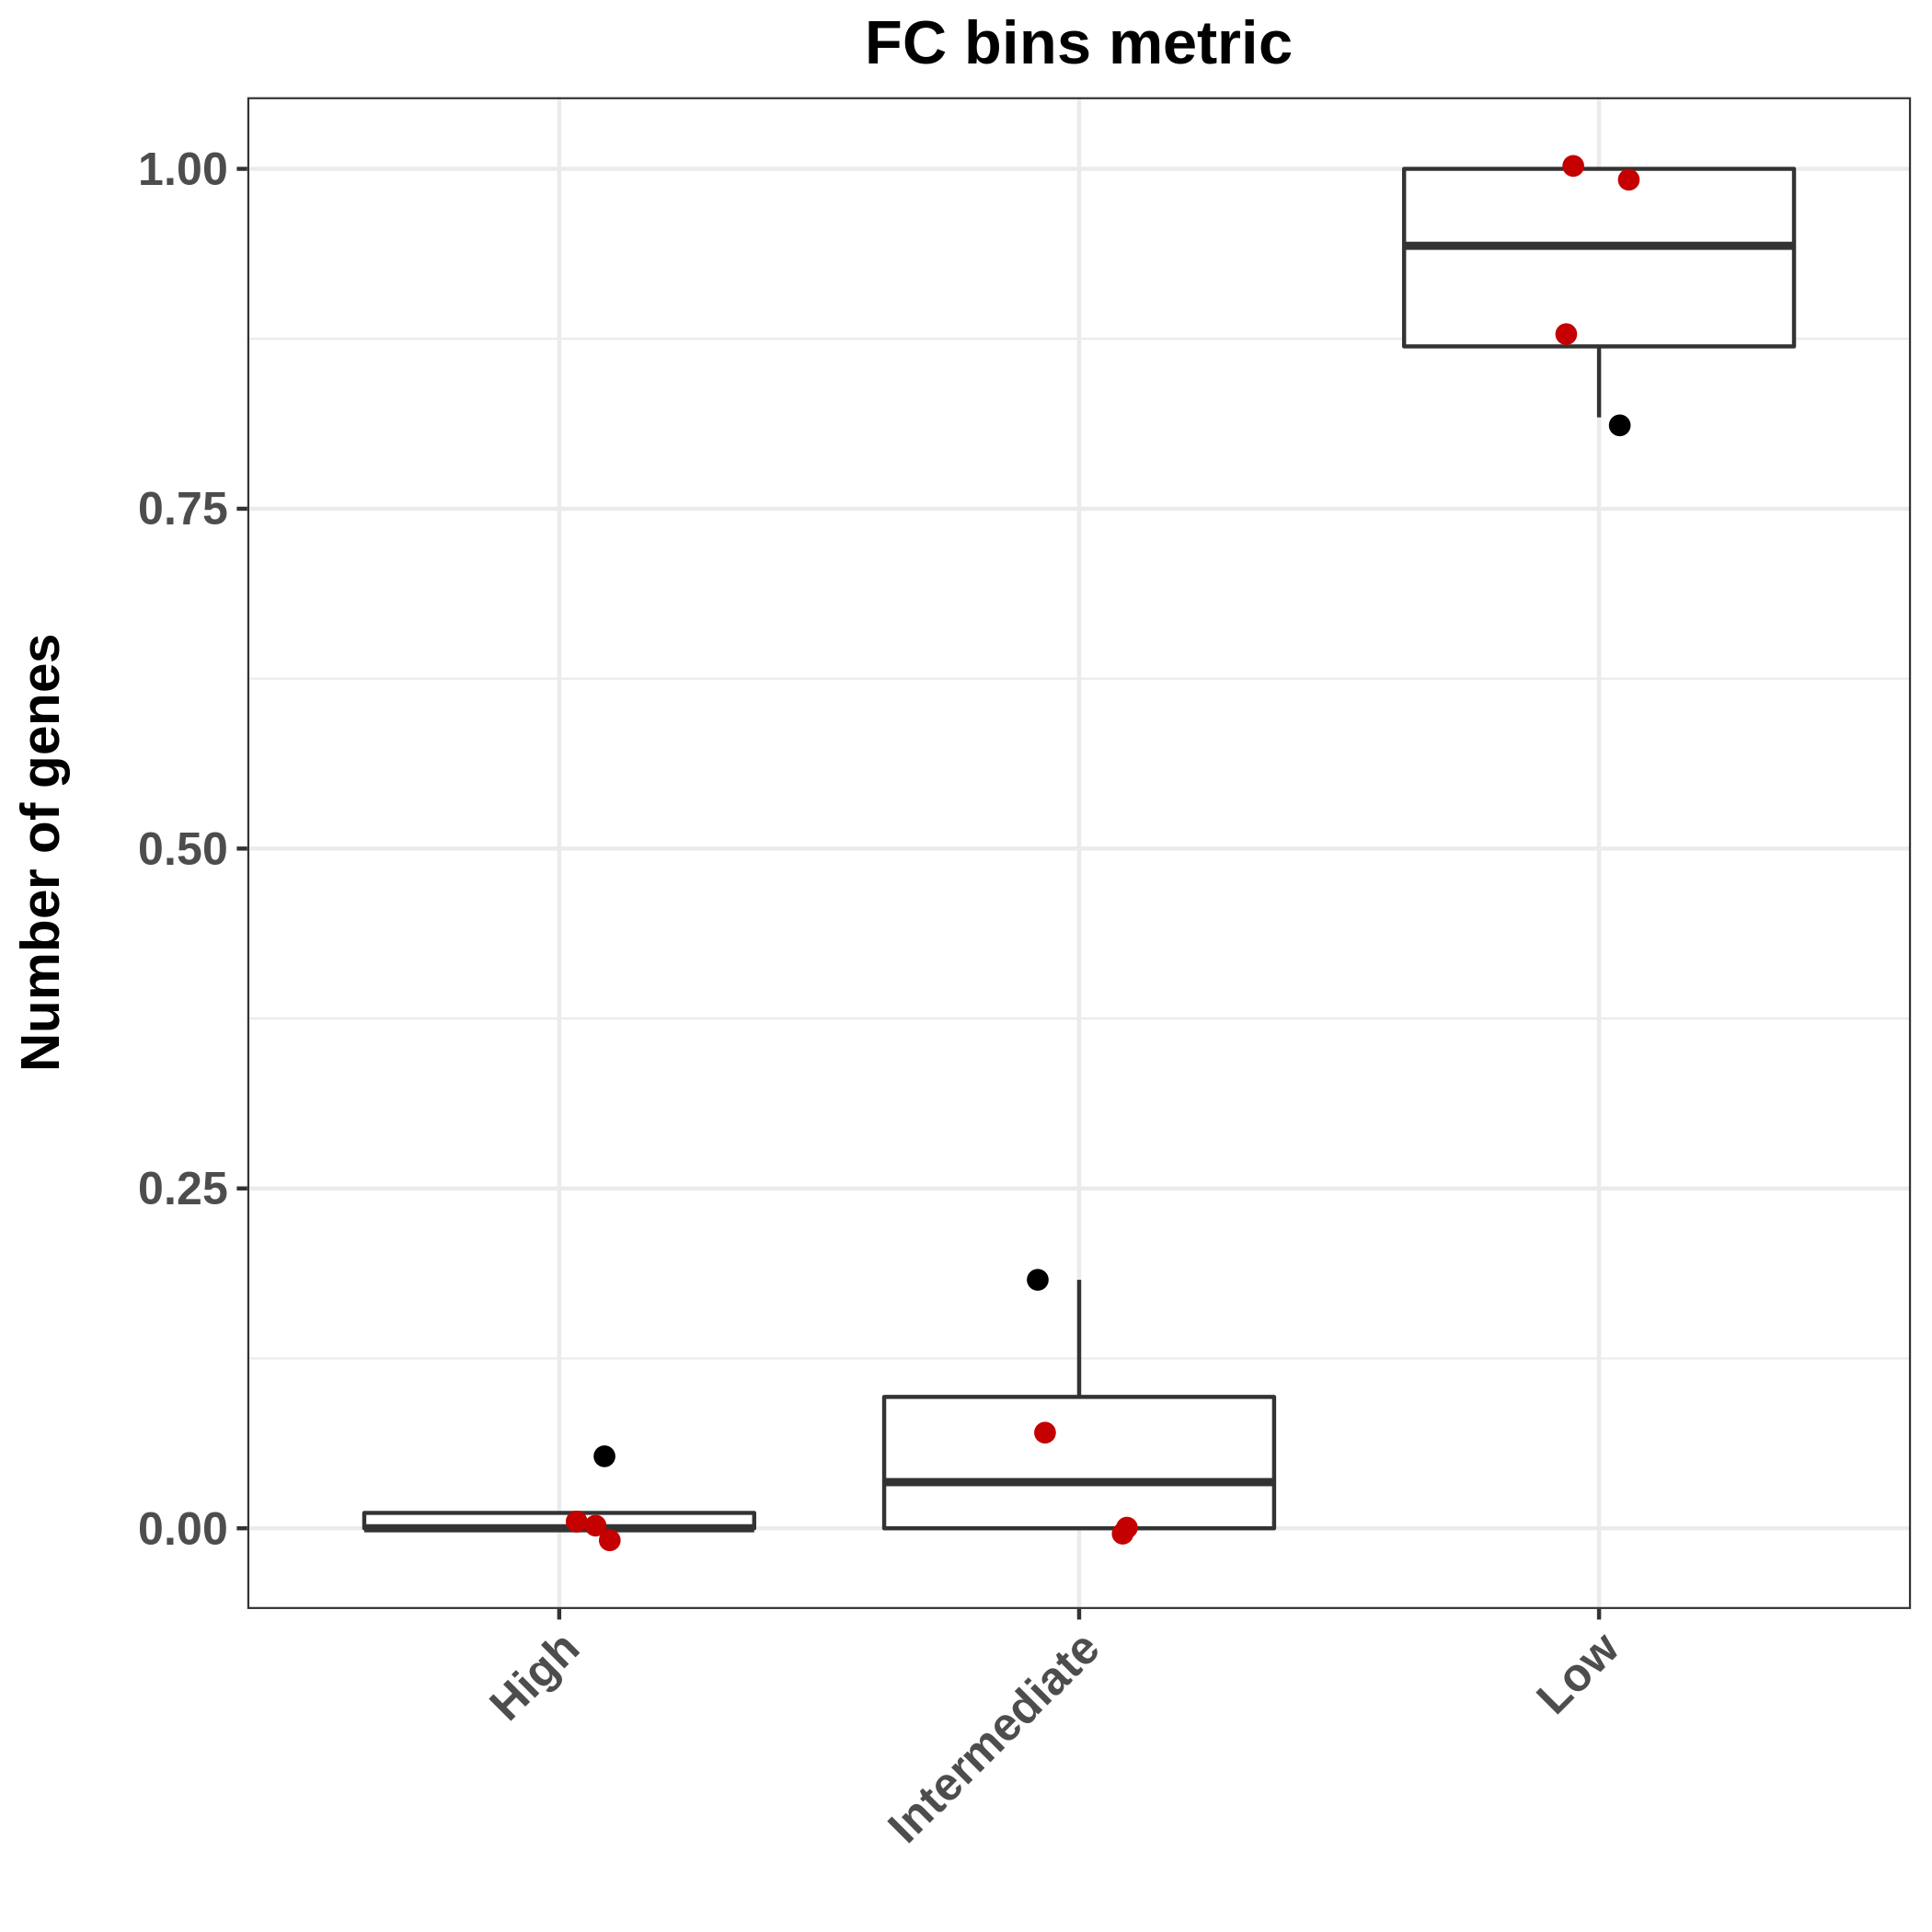 FC bins metric
Number of genes
1.00
0.75
0.50
0.25
0.00
High
Intermediate
Low